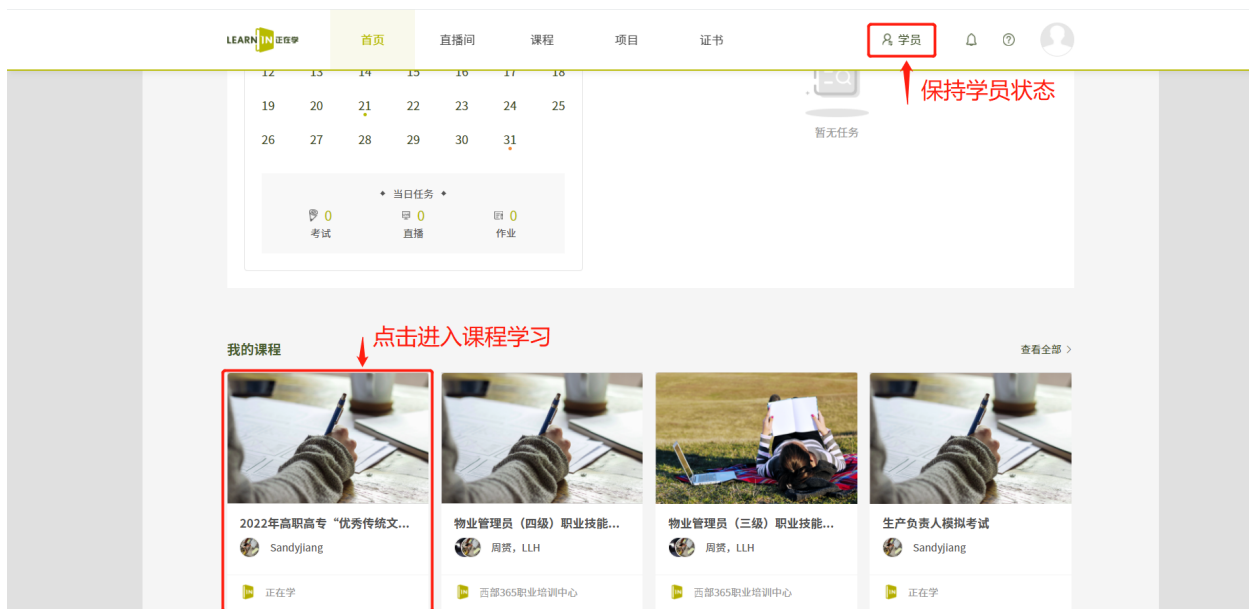 LEARN IN 正在学
首页 直播间 课程 项目 证书
学员
保持学员状态
12 13 14 15 16 17 18
19 20 21 22 23 24 25
26 27 28 29 30 31
暂无任务
当日任务
0 0 0
考试 直播 作业
点击进入课程学习
我的课程
查看全部
2022年高职高专“优秀传统文...
Sandyjiang
正在学
物业管理员（四级）职业技能...
周赟，LLH
西部365职业培训中心
物业管理员（三级）职业技能...
周赟，LLH
西部365职业培训中心
生产负责人模拟考试
Sandyjiang
正在学